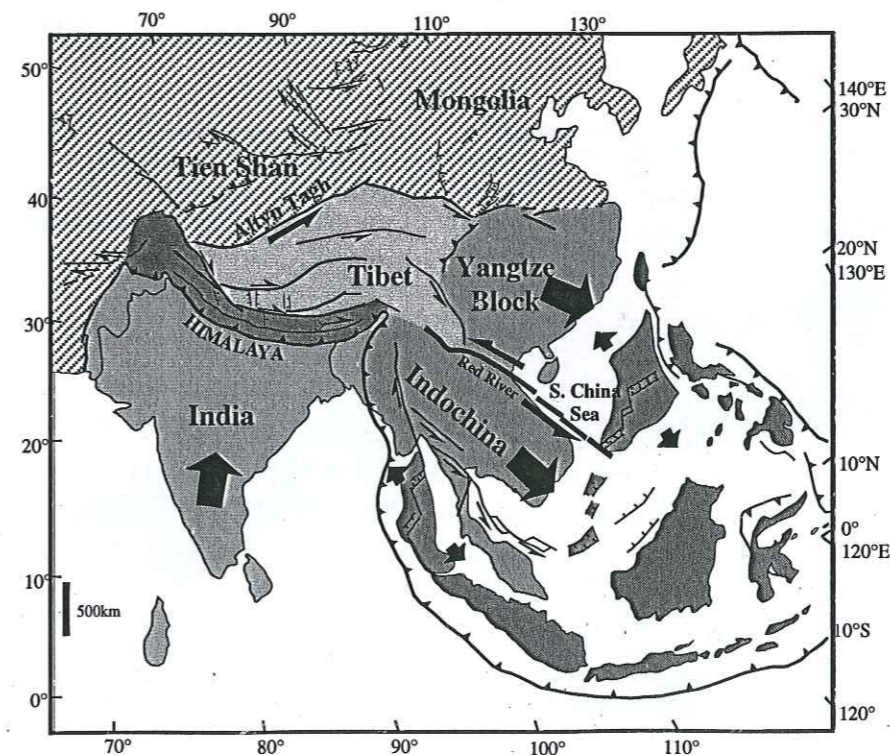 70°
90°
110°
130°
50°
140°E
30°N
Mongolia
Tien Shan
40°
Altyn Tagh
20°N
130°E
Tibet
Yangtze
Block
30°
HIMALAYA
Red River
S. China
Sea
India
Indochina
20°
10°N
0°
120°E
10°
500km
10°S
0°
120°
70°
80°
90°
100°
110°